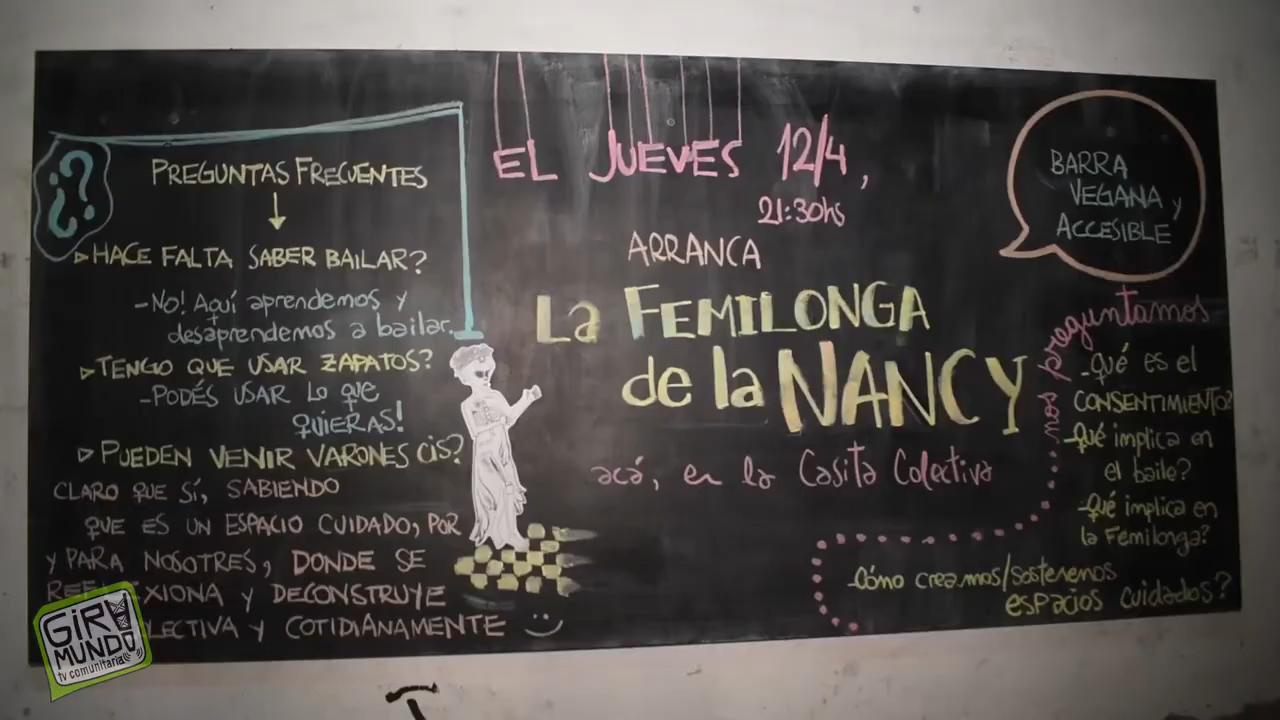 ¿?
PREGUNTAS FRECUENTES
HACE FALTA SABER BAILAR?
-No! Aquí aprendemos y
desaprendemos a bailar.
TENGO QUE USAR ZAPATOS?
-PODÉS USAR LO QUE
QUIERAS!
PUEDEN VENIR VARONES CIS?
CLARO QUE SÍ, SABIENDO
QUE ES UN ESPACIO CUIDADO, POR
Y PARA NOSOTRES, DONDE SE
XIONA Y DECONSTRUYE
LECTIVA Y COTIDIANAMENTE
EL JUEVES 12/4,
21:30hs
ARRANCA
La FEMILONGA
de la NANCY
acá, en la Casita Colectiva
BARRA
VEGANA y
ACCESIBLE
nos preguntamos
-Qué es el
CONSENTIMIENTO?
-Qué implica en
el baile?
-Qué implica en
la Femilonga?
-Cómo creamos/sostenemos
espacios cuidados?
GIRO
MUNDO
tv comunitaria